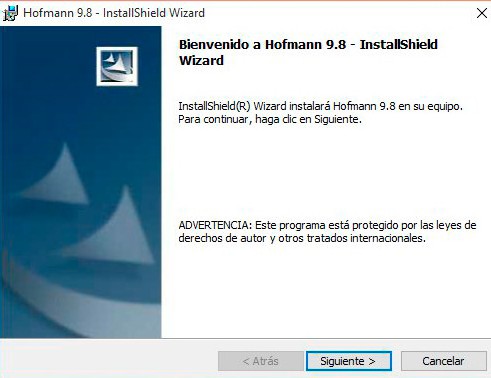 Hofmann 9.8 - InstallShield Wizard
Bienvenido a Hofmann 9.8 - InstallShield
Wizard
InstallShield(R) Wizard instalará Hofmann 9.8 en su equipo.
Para continuar, haga clic en Siguiente.
ADVERTENCIA: Este programa está protegido por las leyes de
derechos de autor y otros tratados internacionales.
< Atrás
Siguiente >
Cancelar